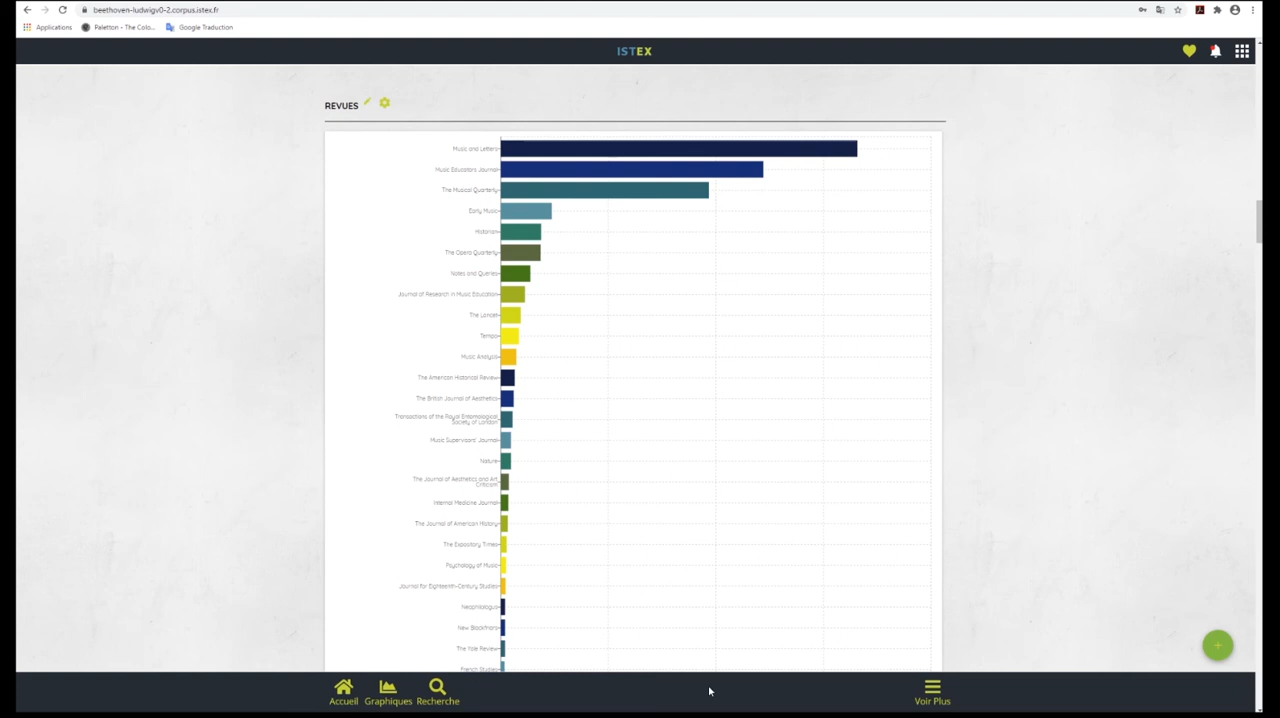 beethoven-ludwigv0-2.corpus.istex.fr
Applications Paletton - The Colo... Google Traduction
ISTEX
REVUES
Music and Letters
Music Educators Journal
The Musical Quarterly
Early Music
Historian
The Opera Quarterly
Notes and Queries
Journal of Research in Music Education
The Lancet
Tempo
Music Analysis
The American Historical Review
The British Journal of Aesthetics
Transactions of the Royal Entomological
Society of London
Music Supervisors' Journal
Nature
The Journal of Aesthetics and Art
Criticism
Internal Medicine Journal
The Journal of American History
The Expository Times
Psychology of Music
Journal for Eighteenth-Century Studies
Neophilologus
New Blackfriars
The Yale Review
French Studies
Accueil Graphiques Recherche Voir Plus